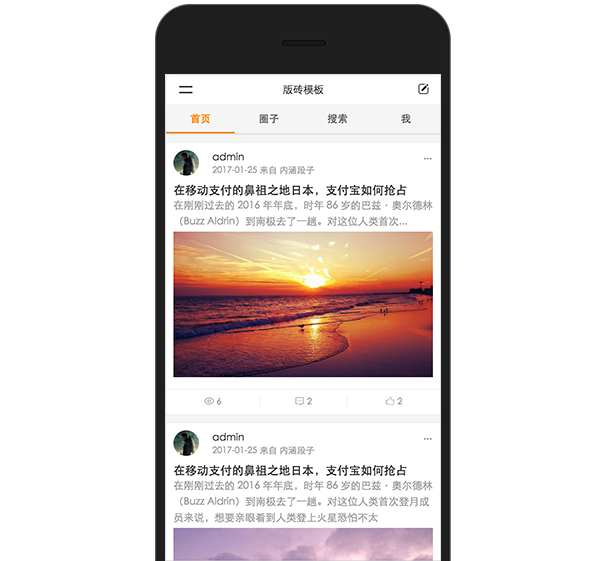 版砖模板
首页 圈子 搜索 我
admin
2017-01-25 来自 内涵段子
在移动支付的鼻祖之地日本，支付宝如何抢占
在刚刚过去的 2016 年年底，时年 86 岁的巴兹·奥尔德林
（Buzz Aldrin）到南极去了一趟。对这位人类首次...
6 2 2
admin
2017-01-25 来自 内涵段子
在移动支付的鼻祖之地日本，支付宝如何抢占
在刚刚过去的 2016 年年底，时年 86 岁的巴兹·奥尔德林
（Buzz Aldrin）到南极去了一趟。对这位人类首次登月成
员来说，想要亲眼看到人类登上火星恐怕不太